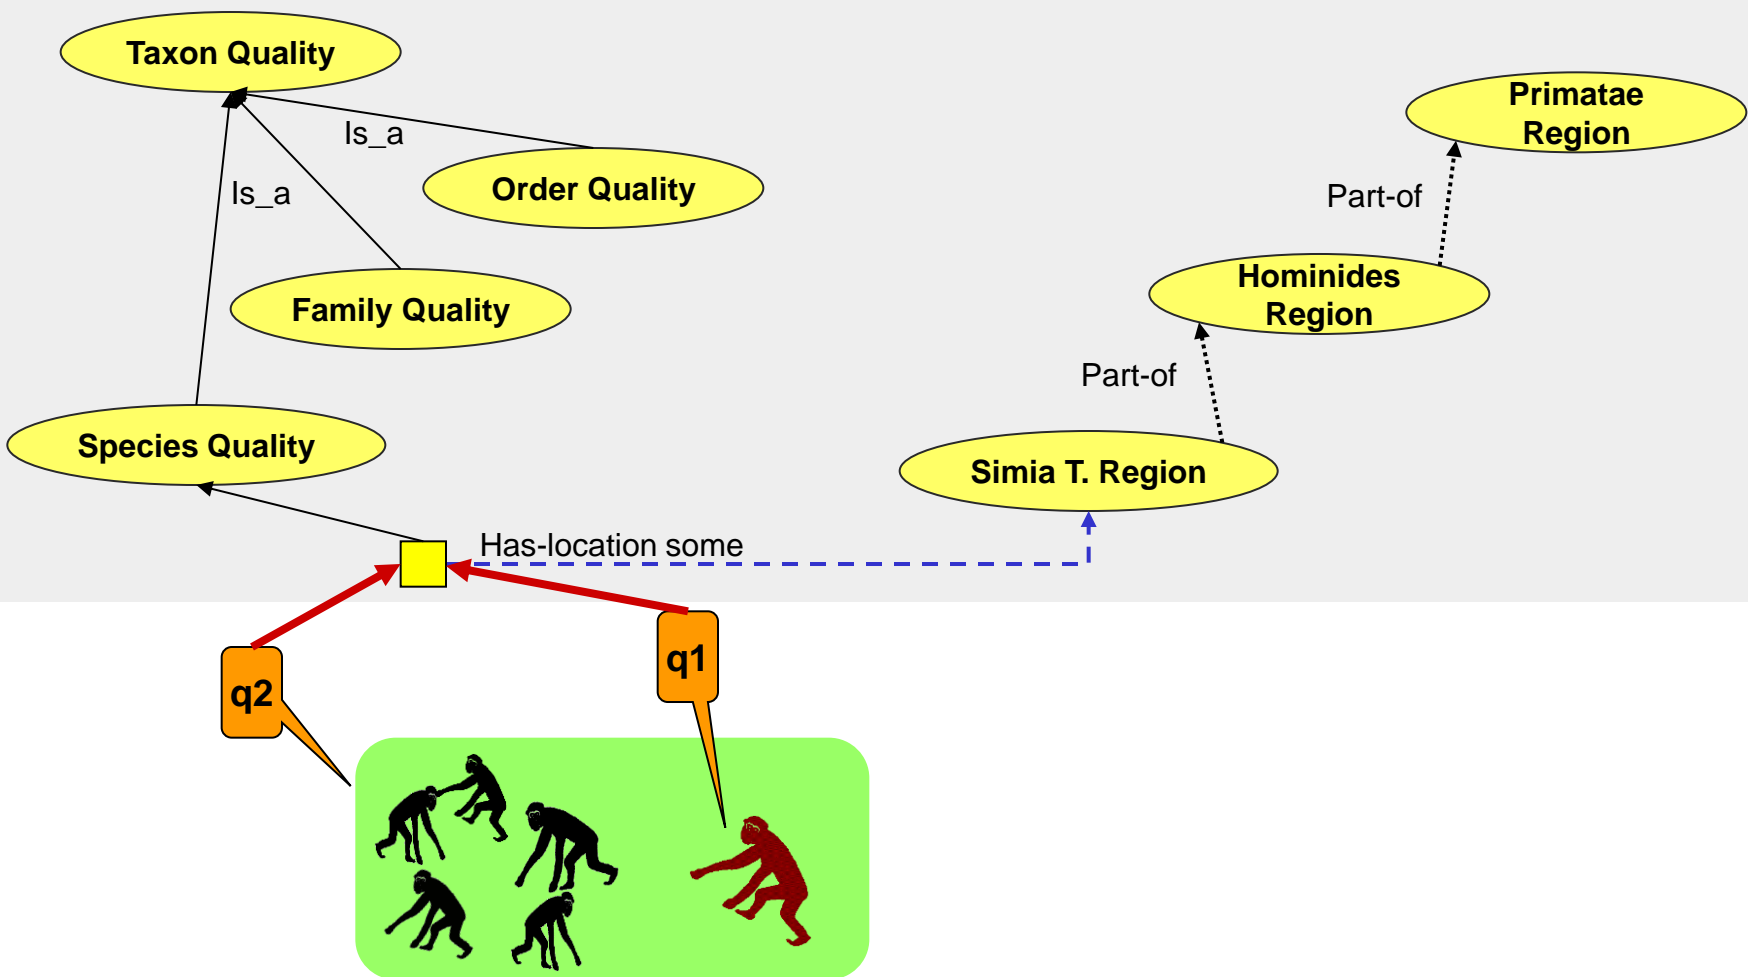 Taxon Quality
Primatae
Region
Is_a
Order Quality
Is_a
Part-of
Hominides
Region
Family Quality
Part-of
Species Quality
Simia T. Region
Has-location some
q1
q2